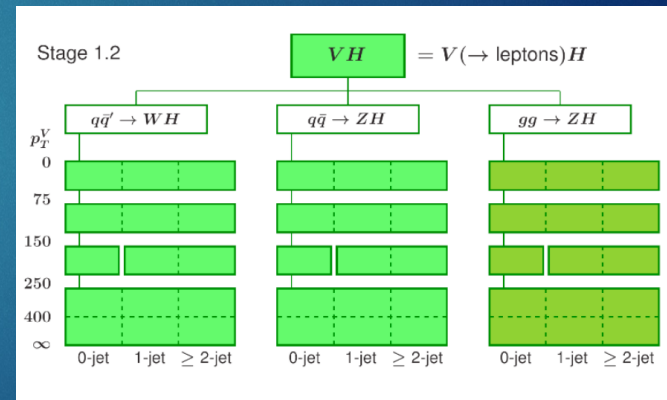 Stage 1.2
VH = V(→ leptons)H
qq̄′ → WH
qq̄ → ZH
gg → ZH
p_T^V
0
75
150
250
400
∞
0-jet 1-jet ≥ 2-jet
0-jet 1-jet ≥ 2-jet
0-jet 1-jet ≥ 2-jet